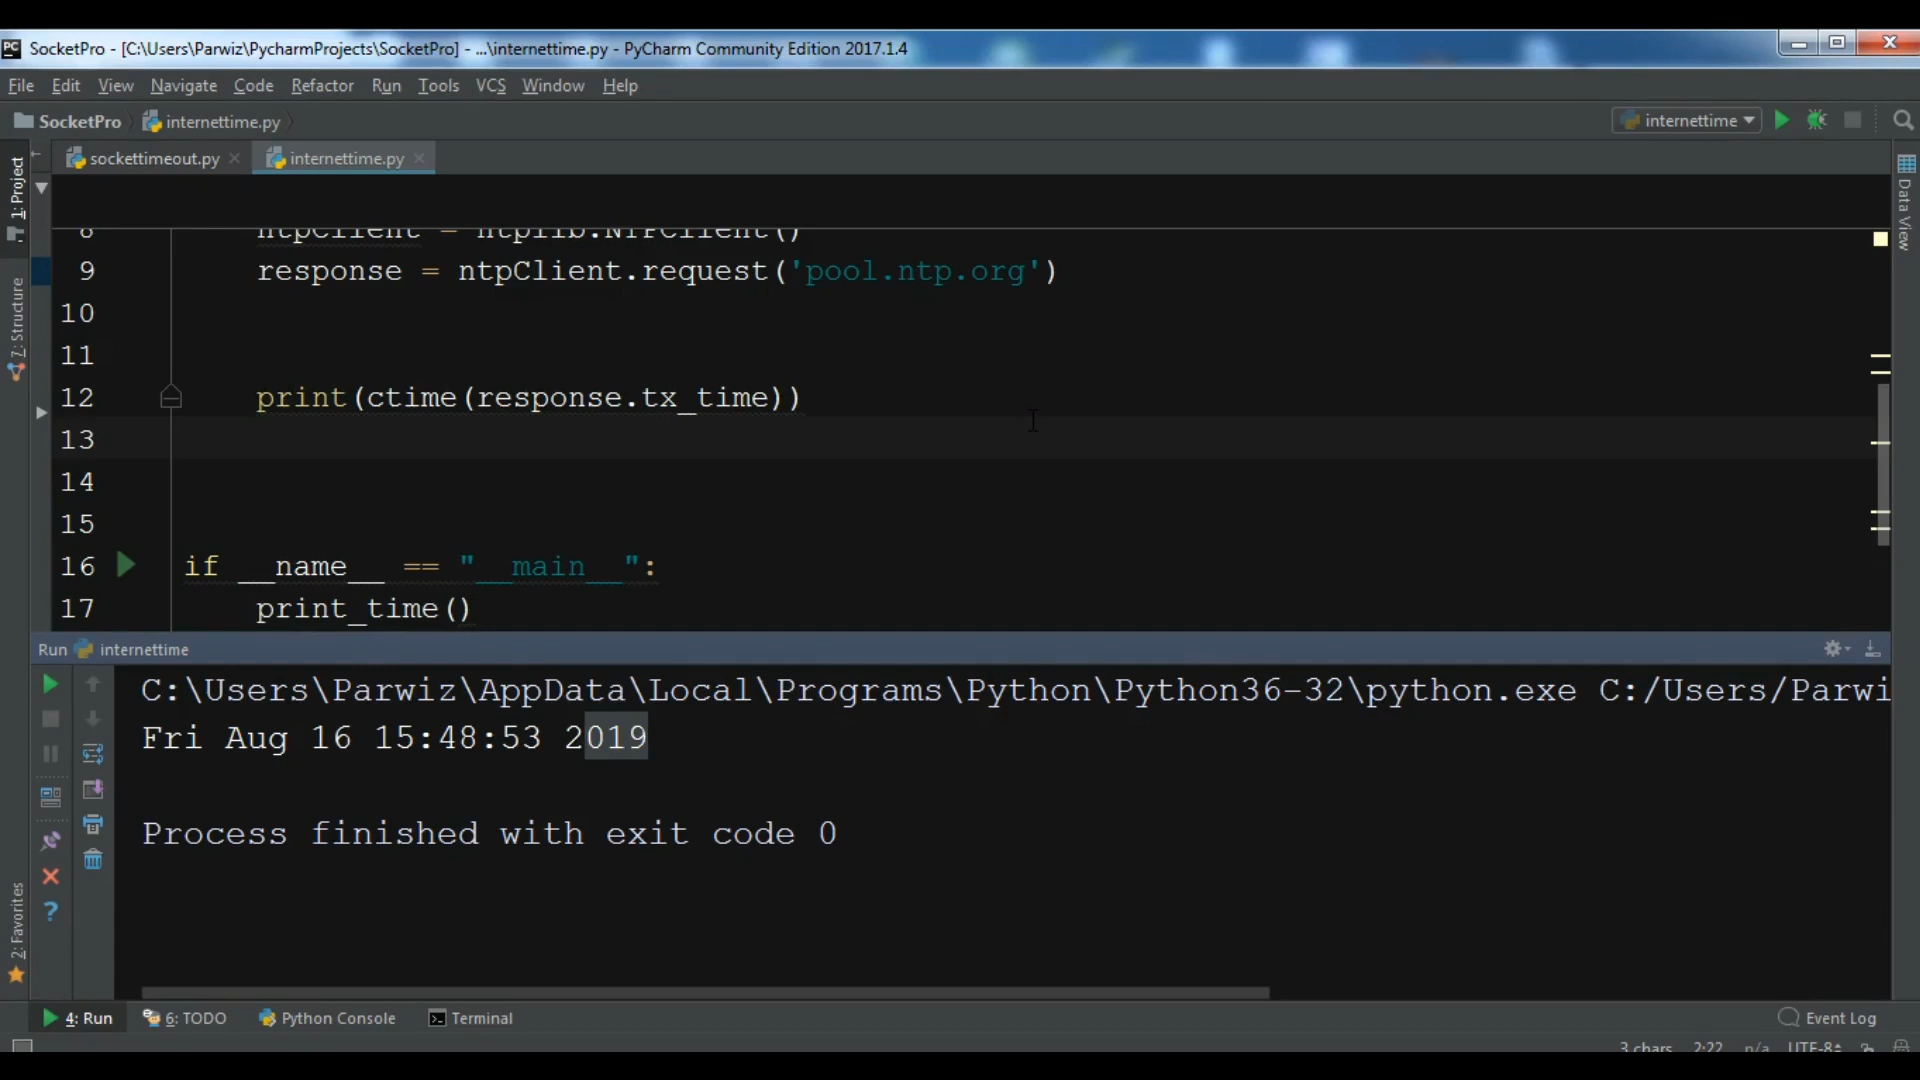 SocketPro - [C:\Users\Parwiz\PycharmProjects\SocketPro] - ...\internettime.py - PyCharm Community Edition 2017.1.4
File Edit View Navigate Code Refactor Run Tools VCS Window Help
SocketPro internettime.py internettime
sockettimeout.py internettime.py
1: Project
7: Structure
2: Favorites
Data View
8 ntpClient = ntplib.NTPClient()
9 response = ntpClient.request('pool.ntp.org')
10
11
12 print(ctime(response.tx_time))
13
14
15
16 if __name__ == "__main__":
17 print_time()
Run internettime
C:\Users\Parwiz\AppData\Local\Programs\Python\Python36-32\python.exe C:/Users/Parwi
Fri Aug 16 15:48:53 2019
Process finished with exit code 0
4: Run 6: TODO Python Console Terminal Event Log
3 chars 2:22 n/a UTF-8